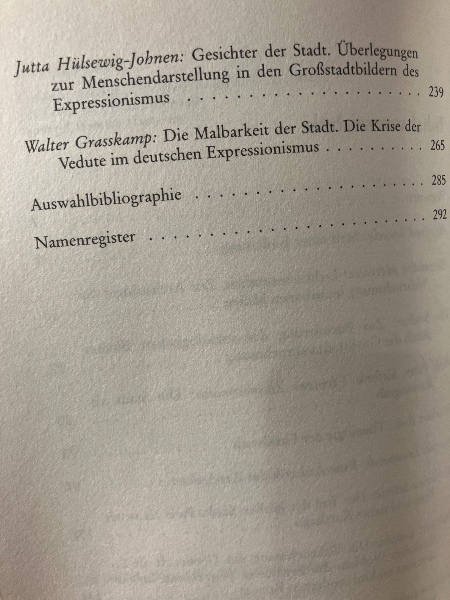 Jutta Hülsewig-Johnen: Gesichter der Stadt. Überlegungen
zur Menschendarstellung in den Großstadtbildern des
Expressionismus . . . . . . . . . . . . . . . . . . . . . . 239
Walter Grasskamp: Die Malbarkeit der Stadt. Die Krise der
Vedute im deutschen Expressionismus . . . . . . . . . . 265
Auswahlbibliographie . . . . . . . . . . . . . . . . . . . . . 285
Namenregister . . . . . . . . . . . . . . . . . . . . . . . . . 292